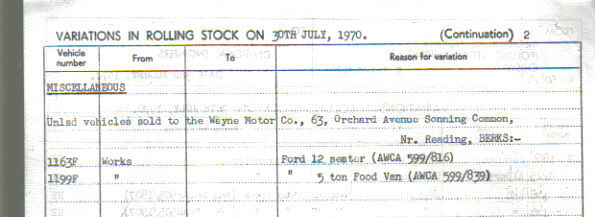 VARIATIONS IN ROLLING STOCK ON 30TH JULY, 1970. (Continuation) 2
Vehicle number From To Reason for variation
MISCELLANEOUS
Unlsd vehicles sold to the Wayne Motor Co., 63, Orchard Avenue Sonning Common,
Nr. Reading, BERKS:-
1163F Works Ford 12 seater (AWCA 599/816)
1199F " " 5 ton Food Van (AWCA 599/839)